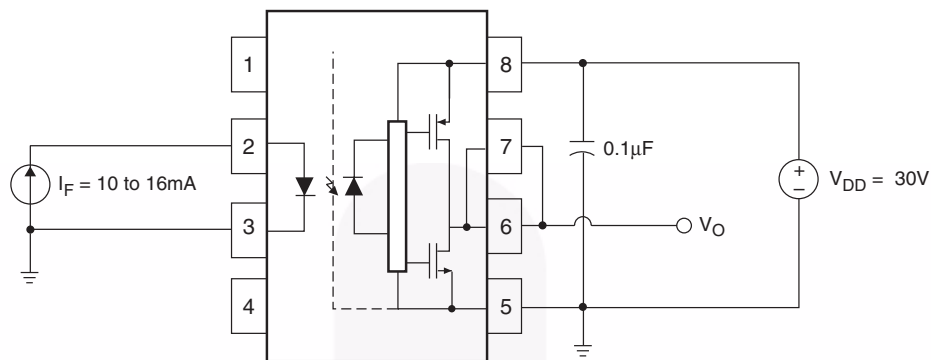 1
8
2
7
I_F = 10 to 16mA
0.1μF
+
–
V_DD = 30V
3
6
V_O
4
5